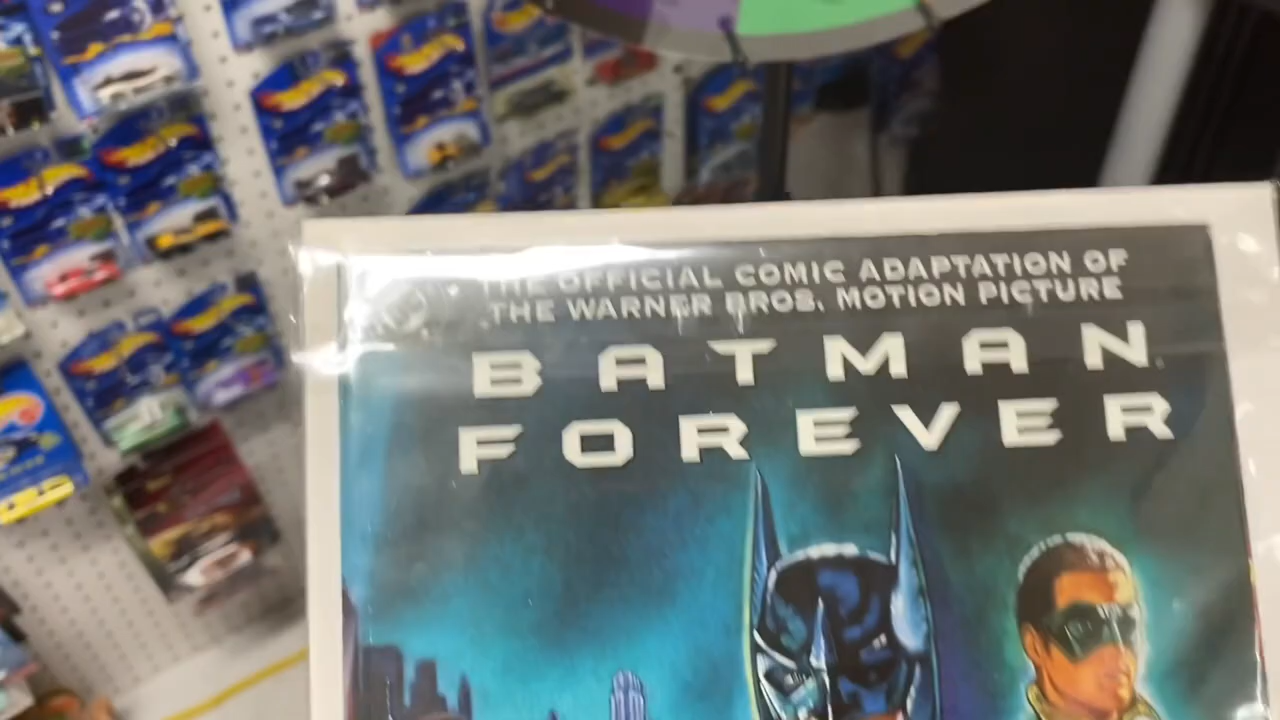 THE OFFICIAL COMIC ADAPTATION OF
THE WARNER BROS. MOTION PICTURE
BATMAN
FOREVER